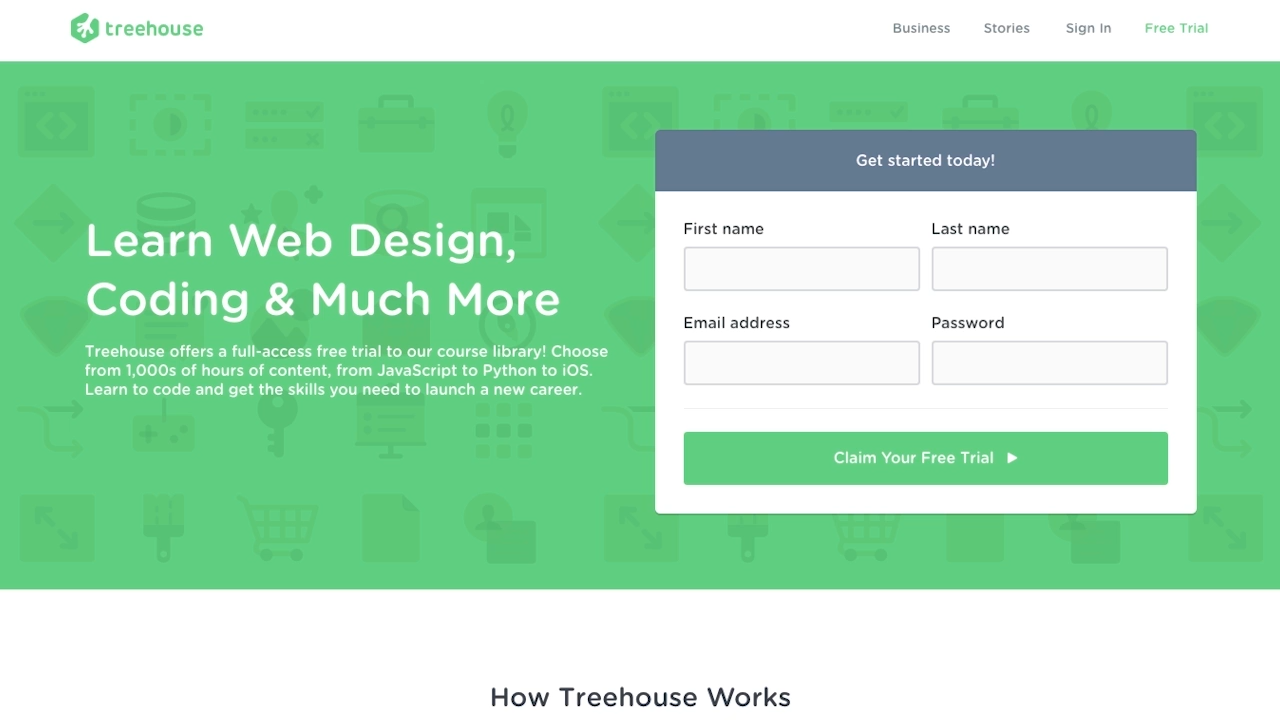 treehouse
Business Stories Sign In Free Trial
Learn Web Design,
Coding & Much More
Treehouse offers a full-access free trial to our course library! Choose
from 1,000s of hours of content, from JavaScript to Python to iOS.
Learn to code and get the skills you need to launch a new career.
Get started today!
First name Last name
Email address Password
Claim Your Free Trial
How Treehouse Works